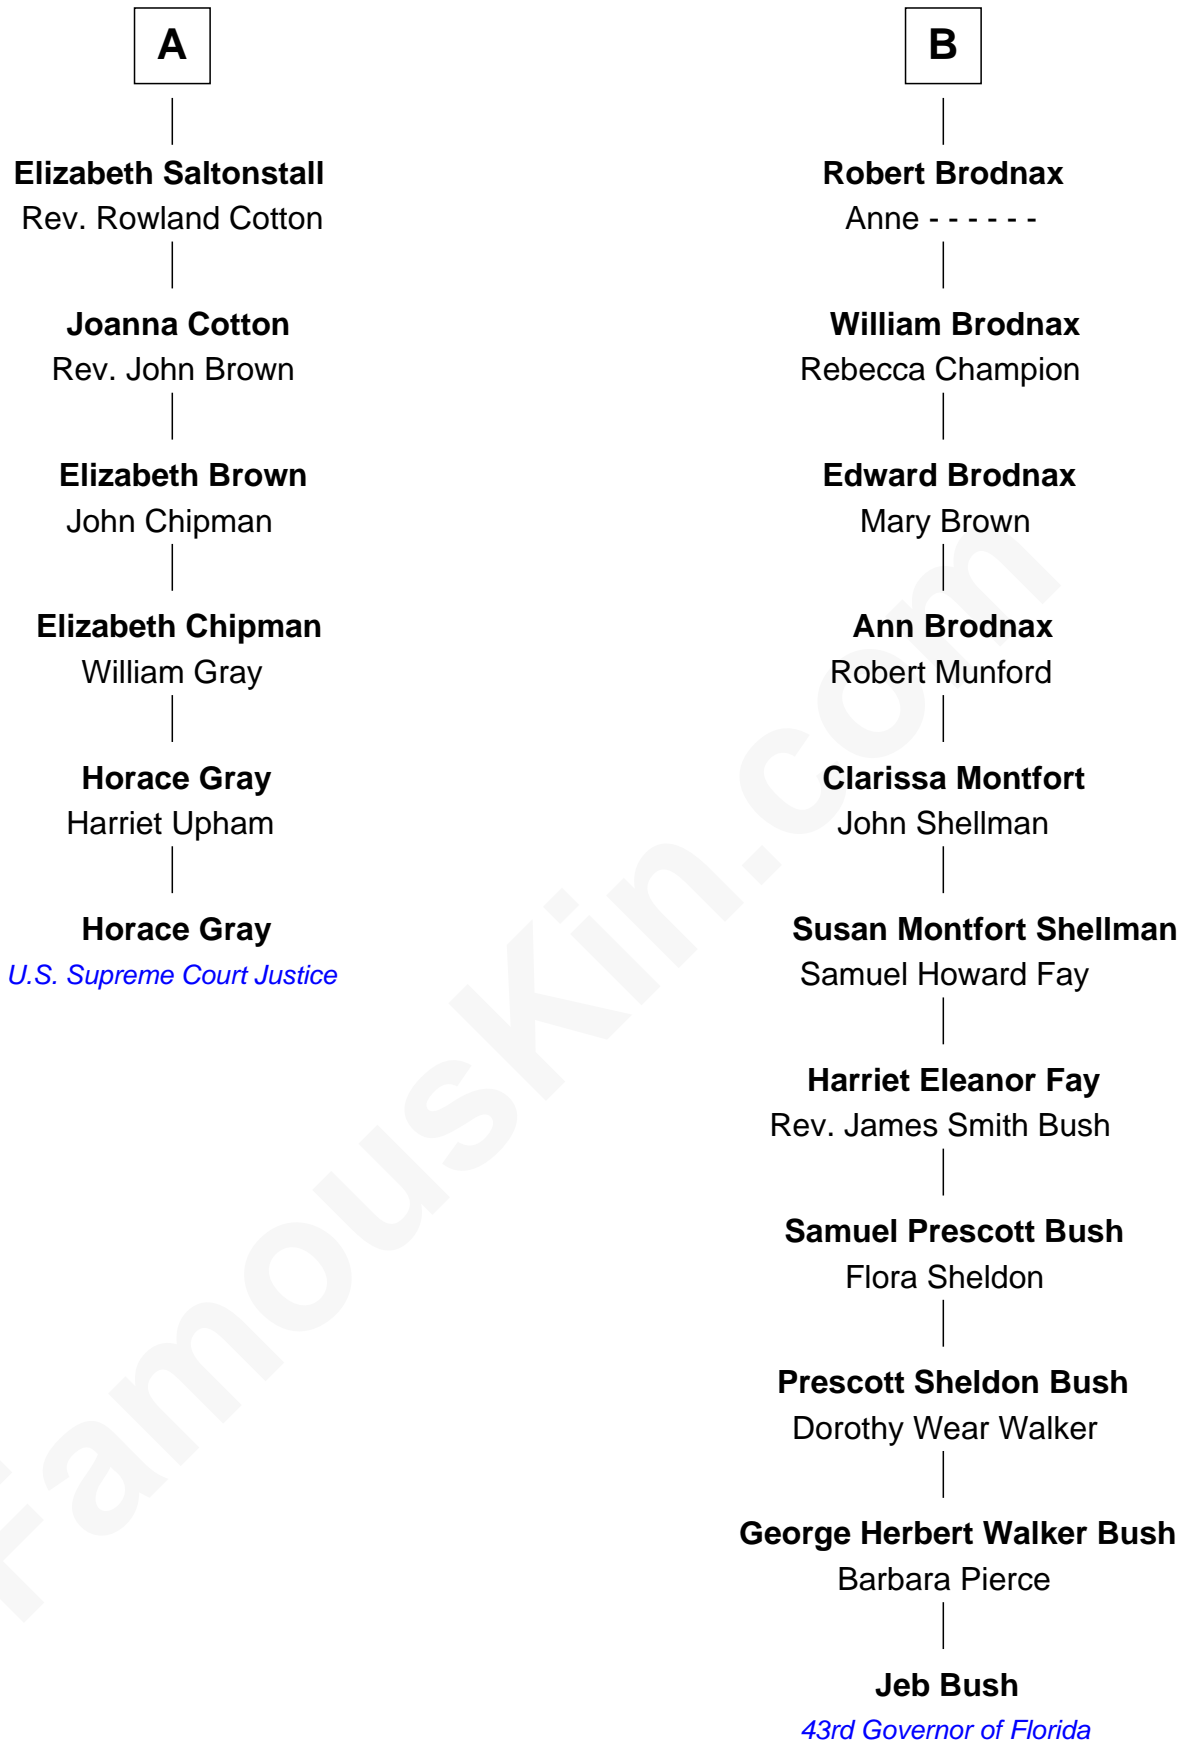 A
Elizabeth Saltonstall
Rev. Rowland Cotton
Joanna Cotton
Rev. John Brown
Elizabeth Brown
John Chipman
Elizabeth Chipman
William Gray
Horace Gray
Harriet Upham
Horace Gray
U.S. Supreme Court Justice
B
Robert Brodnax
Anne - - - - - -
William Brodnax
Rebecca Champion
Edward Brodnax
Mary Brown
Ann Brodnax
Robert Munford
Clarissa Montfort
John Shellman
Susan Montfort Shellman
Samuel Howard Fay
Harriet Eleanor Fay
Rev. James Smith Bush
Samuel Prescott Bush
Flora Sheldon
Prescott Sheldon Bush
Dorothy Wear Walker
George Herbert Walker Bush
Barbara Pierce
Jeb Bush
43rd Governor of Florida
FamousKin.com